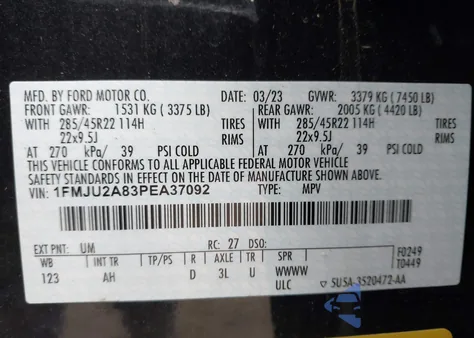 MFD. BY FORD MOTOR CO. DATE: 03/23 GVWR: 3379 KG ( 7450 LB)
FRONT GAWR: 1531 KG ( 3375 LB) REAR GAWR: 2005 KG ( 4420 LB)
WITH 285/45R22 114H TIRES WITH 285/45R22 114H TIRES
22x9.5J RIMS 22x9.5J RIMS
AT 270 kPa/ 39 PSI COLD AT 270 kPa/ 39 PSI COLD
THIS VEHICLE CONFORMS TO ALL APPLICABLE FEDERAL MOTOR VEHICLE
SAFETY STANDARDS IN EFFECT ON THE DATE OF MANUFACTURE SHOWN ABOVE.
VIN: 1FMJU2A83PEA37092 TYPE: MPV
EXT PNT: UM RC: 27 DSO: F0249
WB INT TR TP/PS R AXLE TR SPR T0449
123 AH D 3L U WWWW
ULC 5U5A-3520472-AA